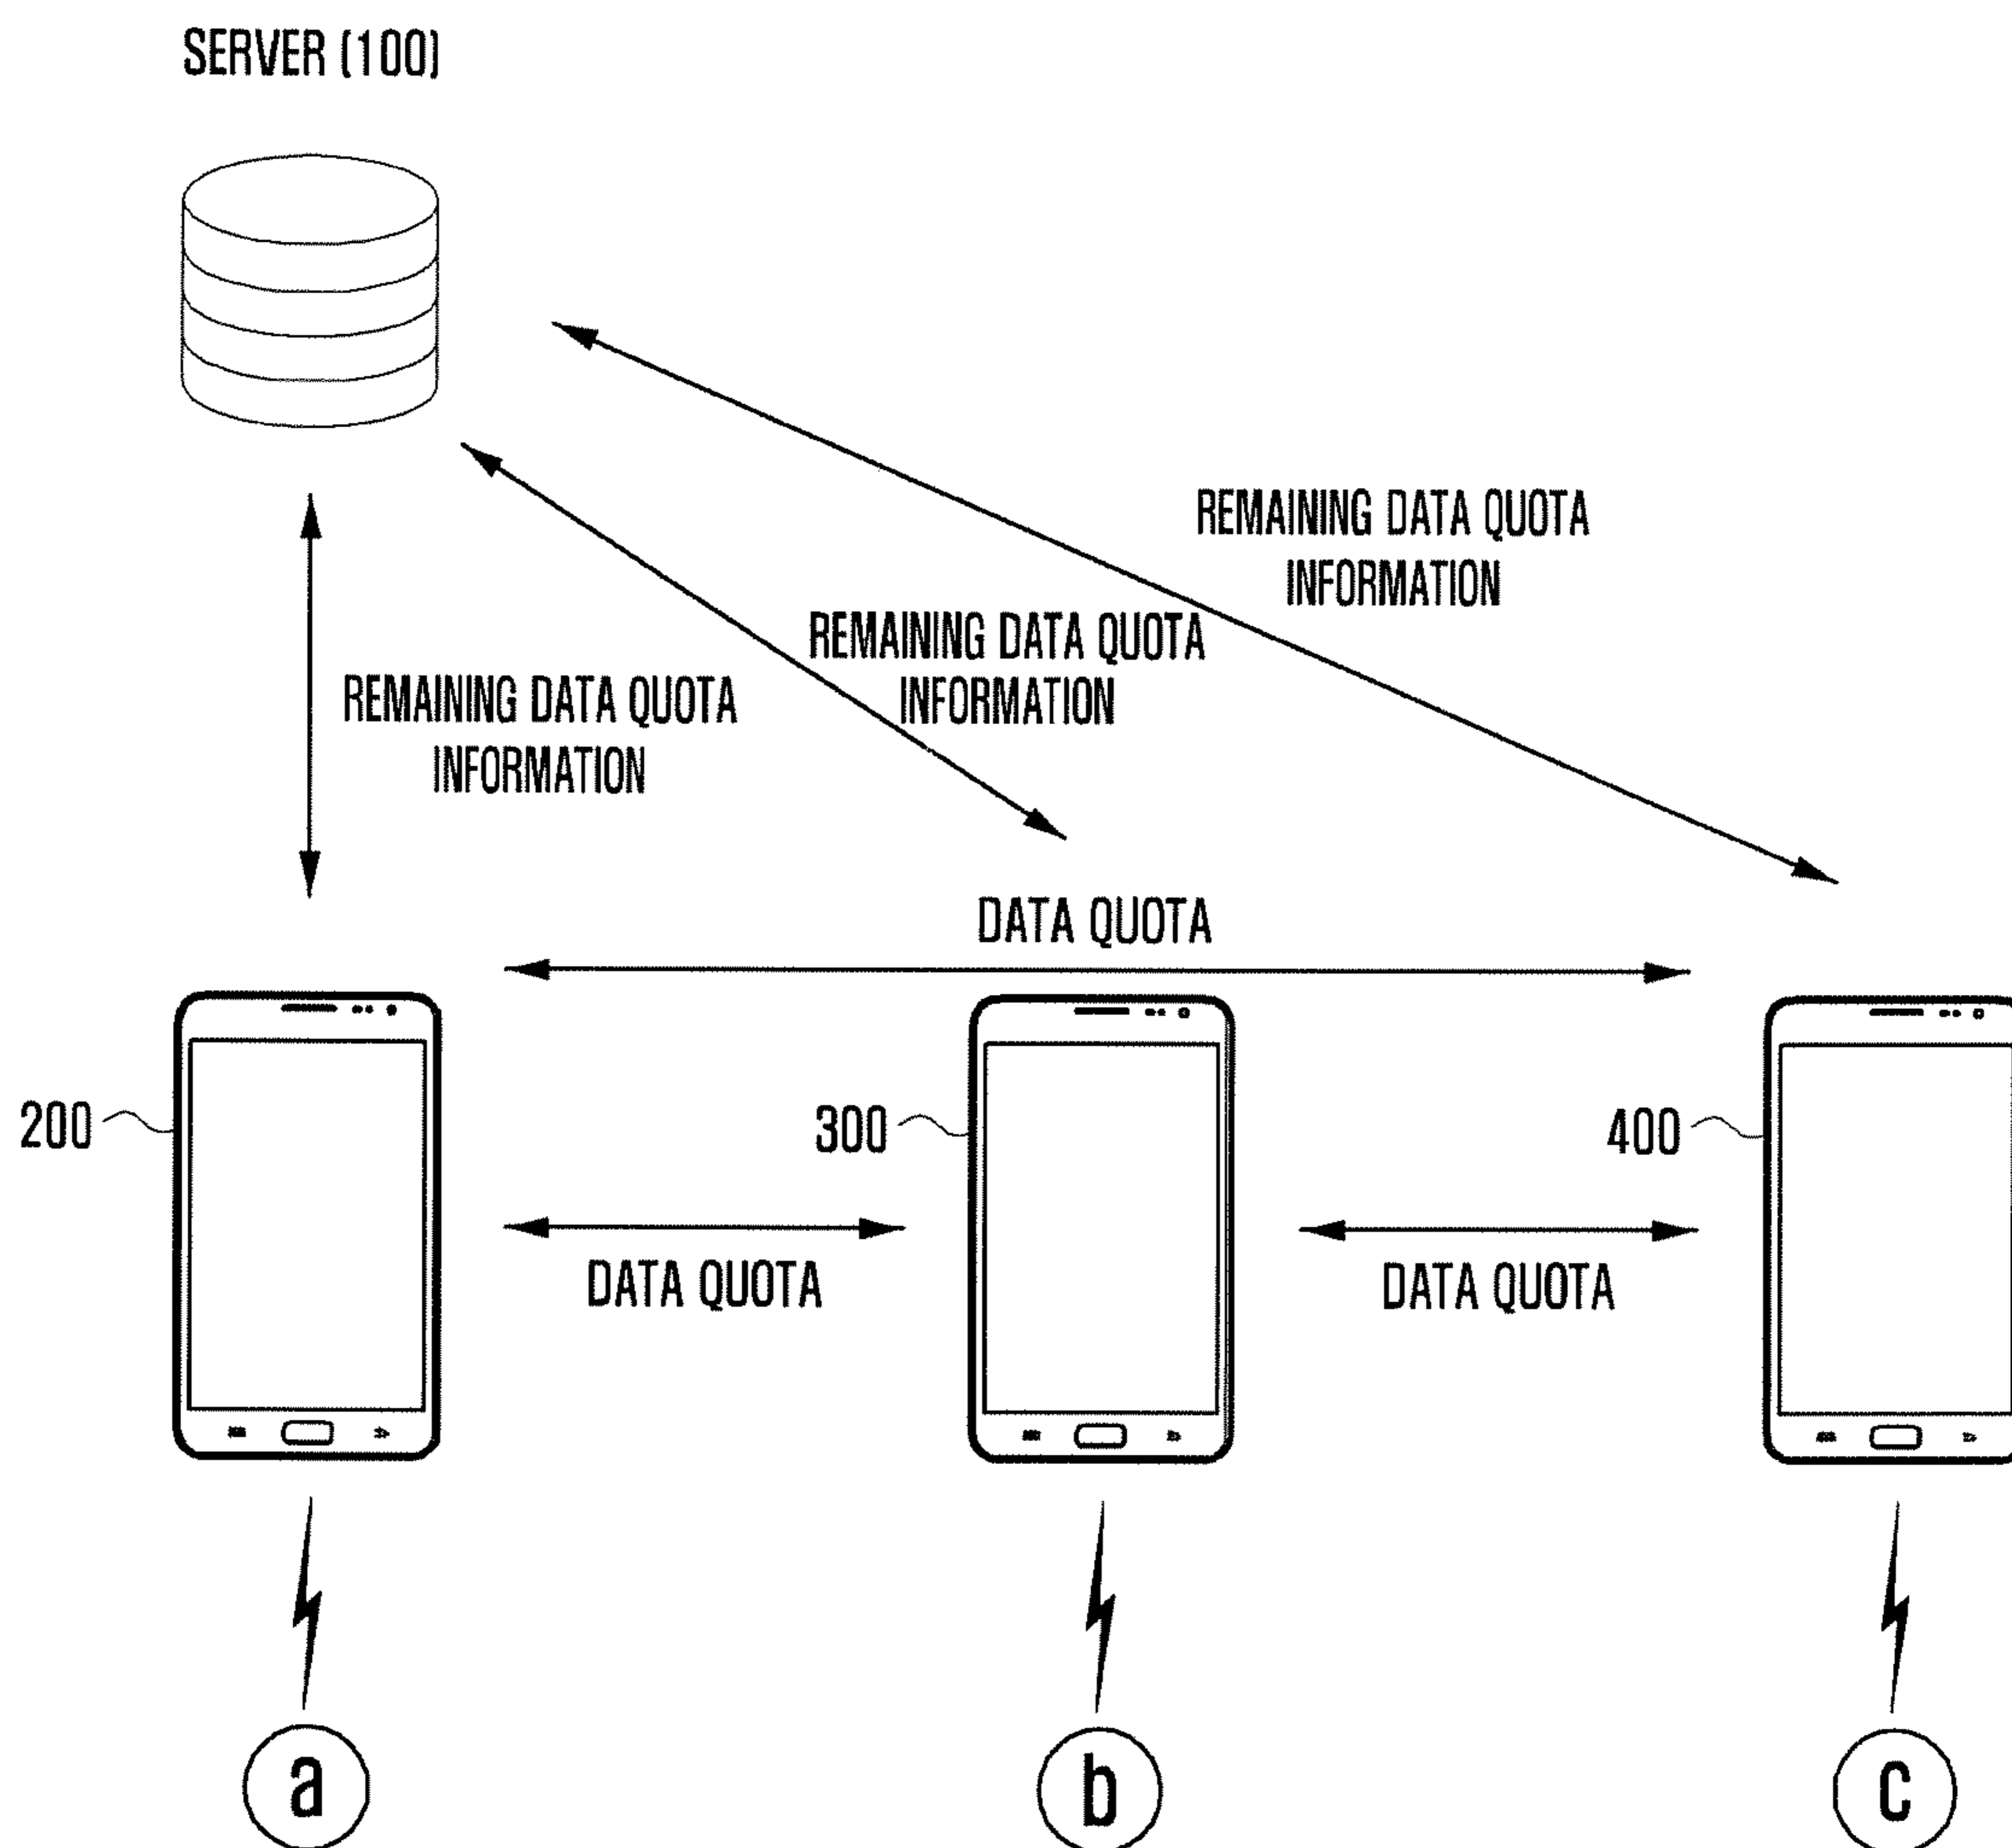 SERVER (100)
REMAINING DATA QUOTA
INFORMATION
REMAINING DATA QUOTA
INFORMATION
REMAINING DATA QUOTA
INFORMATION
DATA QUOTA
200
300
400
DATA QUOTA
DATA QUOTA
a
b
c